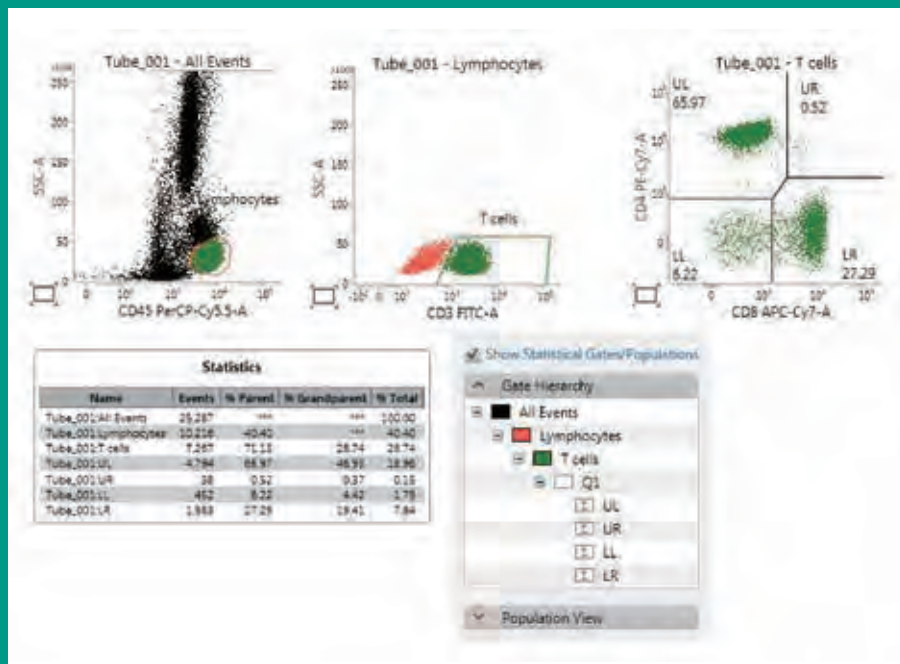 Tube_001 - All Events
SSC-A
250
200
150
100
50
0
Lymphocytes
0
CD45 PerCP-Cy5.5-A
Tube_001 - Lymphocytes
SSC-A
250
200
150
100
50
0
T cells
0
CD3 FITC-A
Tube_001 - T cells
UL
65.97
UR
0.52
CD4 PE-Cy7-A
0
LL
6.22
LR
27.29
0
CD8 APC-Cy7-A
Statistics
Name Events % Parent % Grandparent % Total
Tube_001:All Events 25,287 *** *** 100.00
Tube_001:Lymphocytes 10,216 40.40 *** 40.40
Tube_001:T cells 7,267 71.13 28.74 28.74
Tube_001:UL 4,794 65.97 46.93 18.96
Tube_001:UR 38 0.52 0.37 0.15
Tube_001:LL 452 6.22 4.42 1.79
Tube_001:LR 1,983 27.29 19.41 7.84
Show Statistical Gates/Populations
Gate Hierarchy
All Events
Lymphocytes
T cells
Q1
UL
UR
LL
LR
Population View